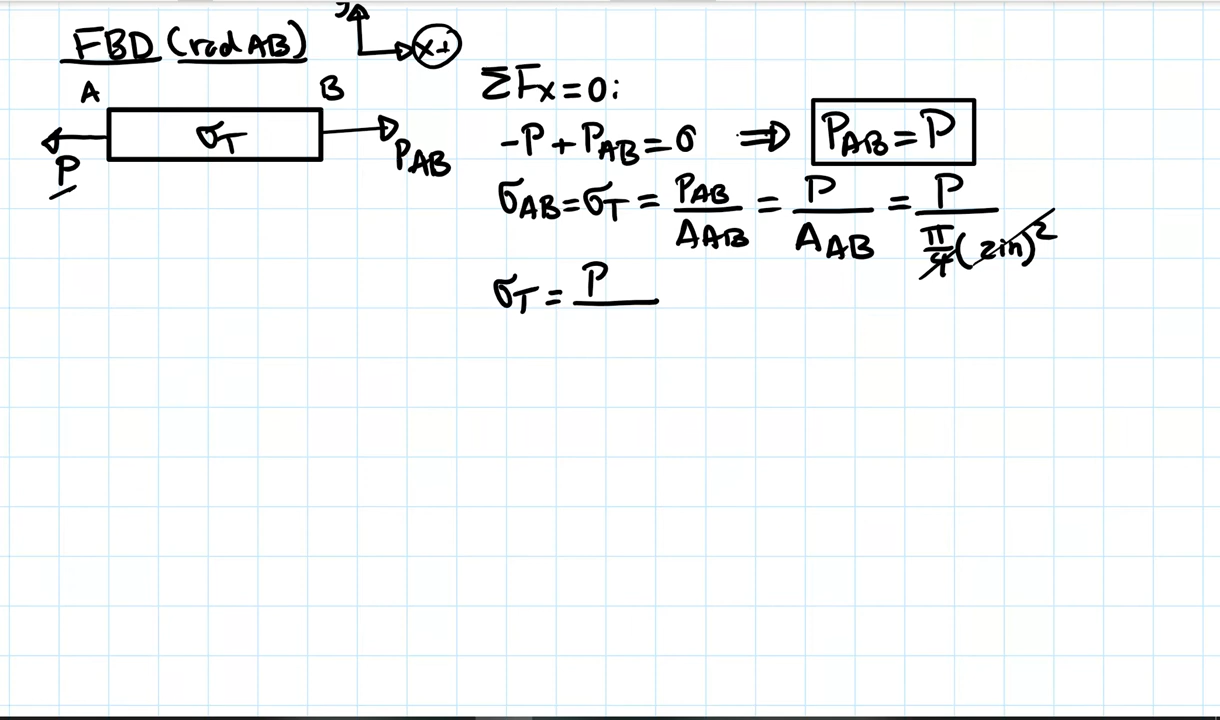 FBD (rod AB)
y
x+
A
B
σT
P
PAB
ΣFx=0:
-P+PAB=0 ⇒ PAB=P
σAB=σT = PAB/AAB = P/AAB = P/(π/4 (2in)²)
σT = P